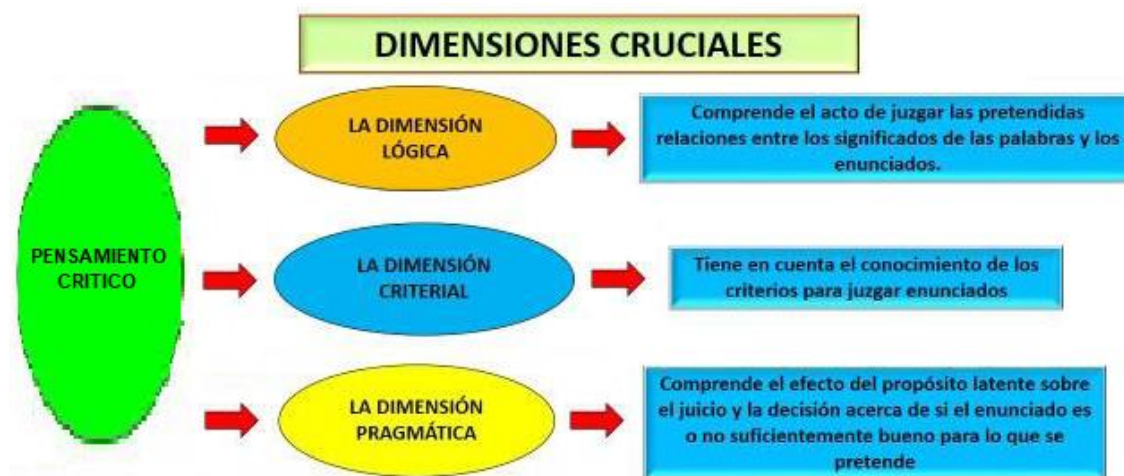 DIMENSIONES CRUCIALES
PENSAMIENTO
CRITICO
LA DIMENSIÓN
LÓGICA
Comprende el acto de juzgar las pretendidas
relaciones entre los significados de las palabras y los
enunciados.
LA DIMENSIÓN
CRITERIAL
Tiene en cuenta el conocimiento de los
criterios para juzgar enunciados
LA DIMENSIÓN
PRAGMÁTICA
Comprende el efecto del propósito latente sobre
el juicio y la decisión acerca de si el enunciado es
o no suficientemente bueno para lo que se
pretende